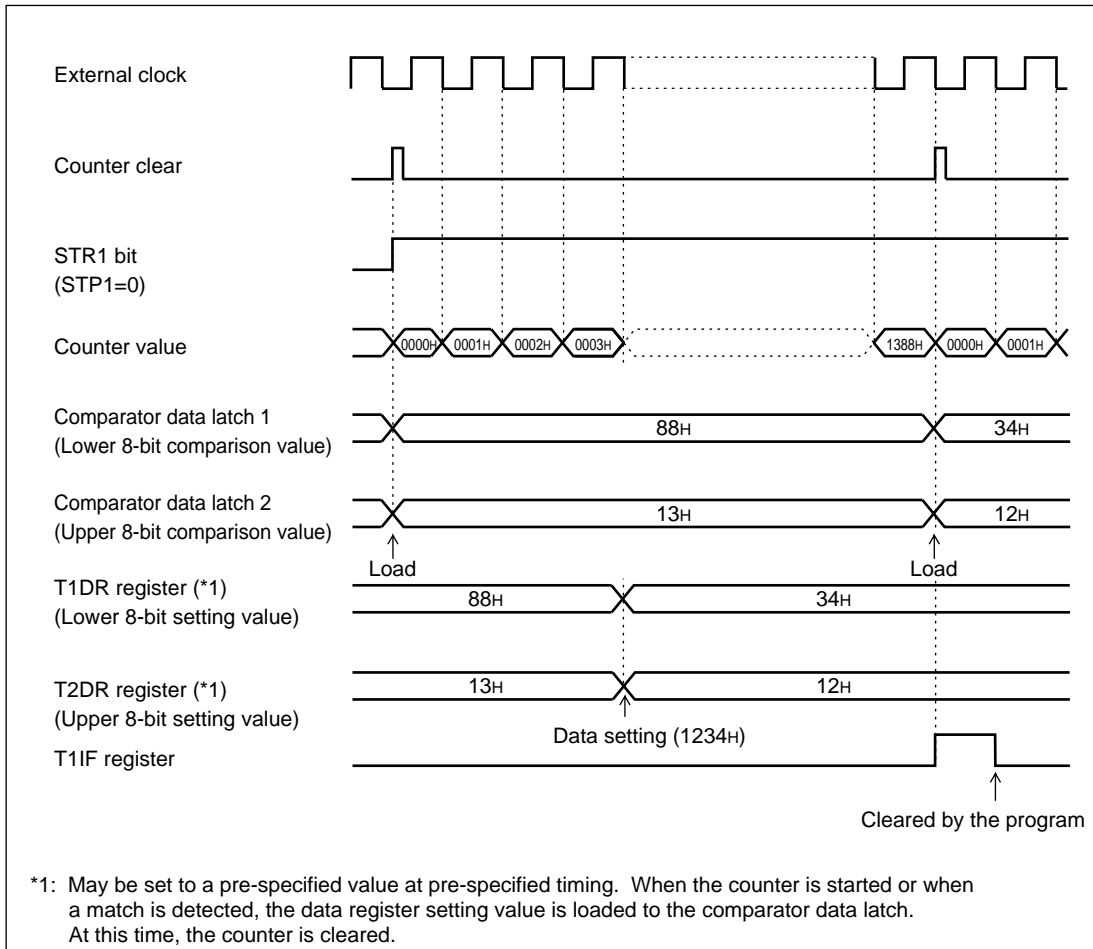 External clock
Counter clear
STR1 bit
(STP1=0)
Counter value
0000H 0001H 0002H 0003H 1388H 0000H 0001H
Comparator data latch 1
(Lower 8-bit comparison value)
88H 34H
Comparator data latch 2
(Upper 8-bit comparison value)
13H 12H
Load Load
T1DR register (*1)
(Lower 8-bit setting value)
88H 34H
T2DR register (*1)
(Upper 8-bit setting value)
13H 12H
Data setting (1234H)
T1IF register
Cleared by the program
*1: May be set to a pre-specified value at pre-specified timing. When the counter is started or when
a match is detected, the data register setting value is loaded to the comparator data latch.
At this time, the counter is cleared.